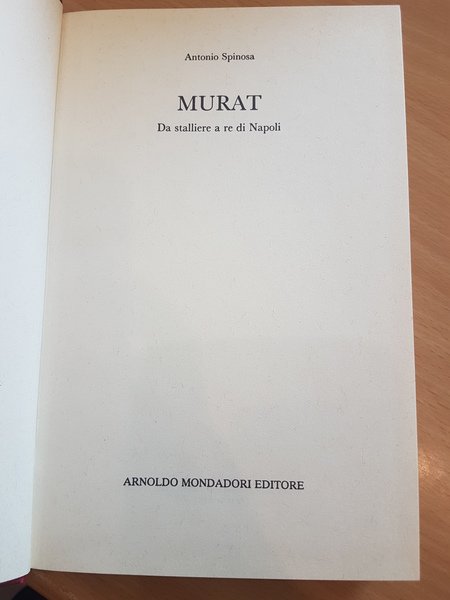 Antonio Spinosa
MURAT
Da stalliere a re di Napoli
ARNOLDO MONDADORI EDITORE